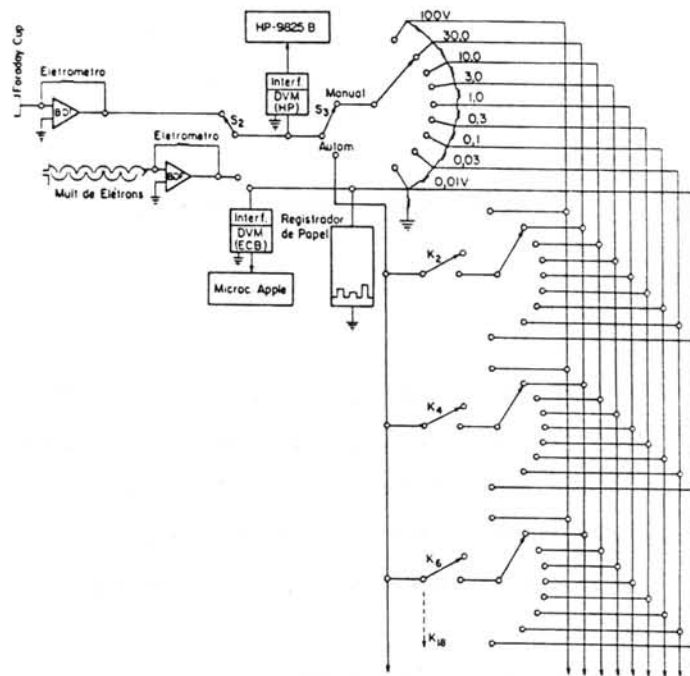 HP-9825 B
100V
30.0
10.0
3,0
1,0
0,3
0,1
0,03
0,01V
Faraday Cup
Eletrometro
BDF
Interf.
DVM
(HP)
Manual
S3
S2
Autom
Eletrometro
BDF
Mult de Elétrons
Interf.
DVM
(ECB)
Registrador
de Papel
Microc Apple
K2
K4
K6
K18